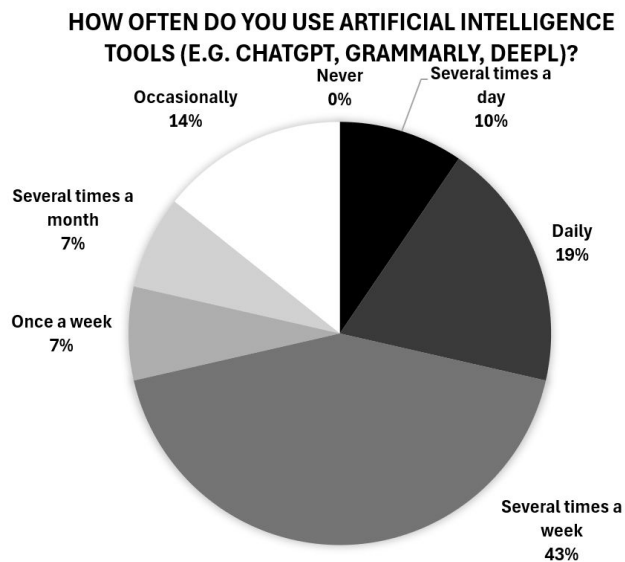 HOW OFTEN DO YOU USE ARTIFICIAL INTELLIGENCE
TOOLS (E.G. CHATGPT, GRAMMARLY, DEEPL)?
Never
0%
Several times a
day
10%
Occasionally
14%
Several times a
month
7%
Daily
19%
Once a week
7%
Several times a
week
43%